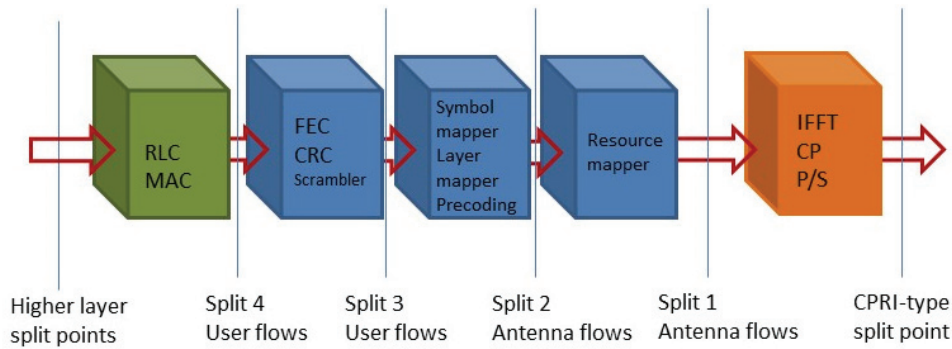 RLC
MAC
FEC
CRC
Scrambler
Symbol
mapper
Layer
mapper
Precoding
Resource
mapper
IFFT
CP
P/S
Higher layer
split points
Split 4
User flows
Split 3
User flows
Split 2
Antenna flows
Split 1
Antenna flows
CPRI-type
split point